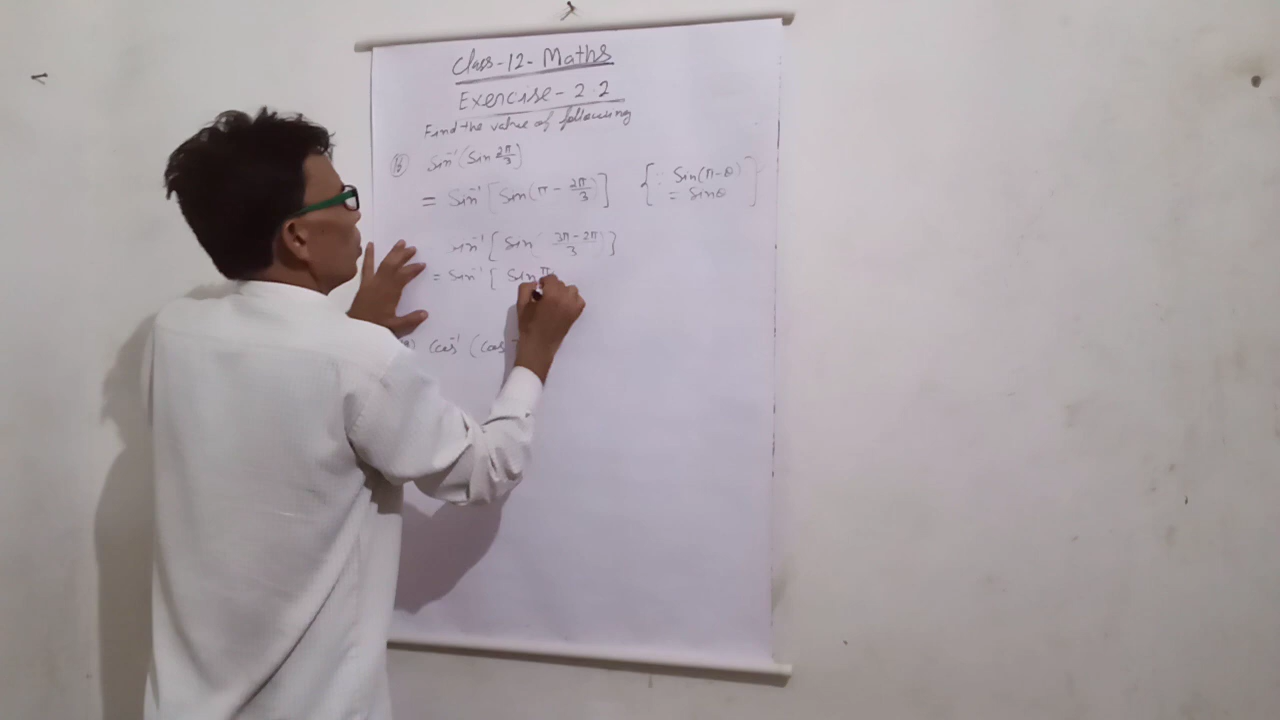 Class-12-Maths
Exercise-2.2
Find the value of following
Sin⁻¹(Sin 2π/3)
= Sin⁻¹[Sin(π - 2π/3)] {∵ Sin(π-θ) = Sinθ}
Sin⁻¹[Sin(3π-2π/3)]
= Sin⁻¹[Sin π
Cos⁻¹(Cos